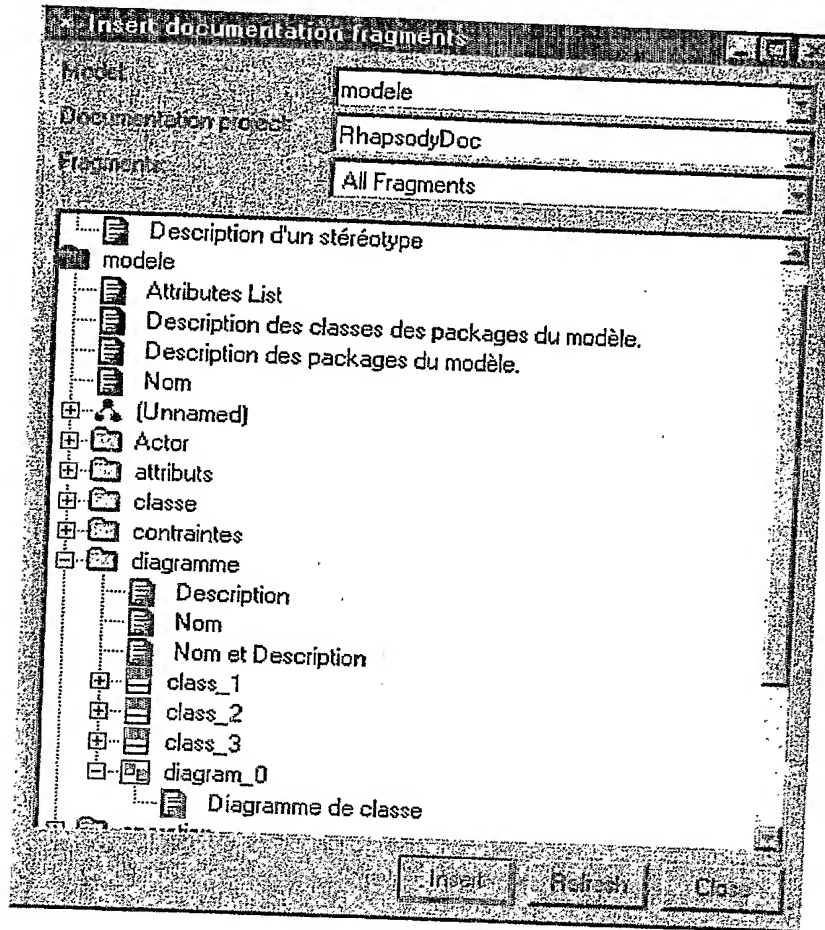 Insert documentation fragments
Model:
modele
Documentation project:
RhapsodyDoc
Fragments:
All Fragments
Description d'un stéréotype
modele
Attributes List
Description des classes des packages du modèle.
Description des packages du modèle.
Nom
(Unnamed)
Actor
attributs
classe
contraintes
diagramme
Description
Nom
Nom et Description
class_1
class_2
class_3
diagram_0
Diagramme de classe
Insert
Refresh
Close